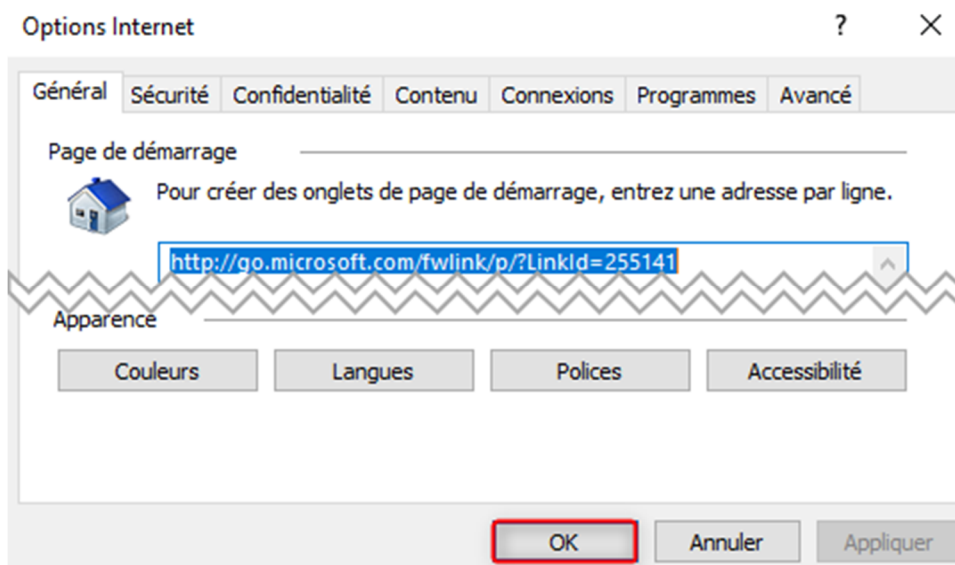 Options Internet ?
Général Sécurité Confidentialité Contenu Connexions Programmes Avancé
Page de démarrage
Pour créer des onglets de page de démarrage, entrez une adresse par ligne.
http://go.microsoft.com/fwlink/p/?LinkId=255141
Apparence
Couleurs Langues Polices Accessibilité
OK Annuler Appliquer